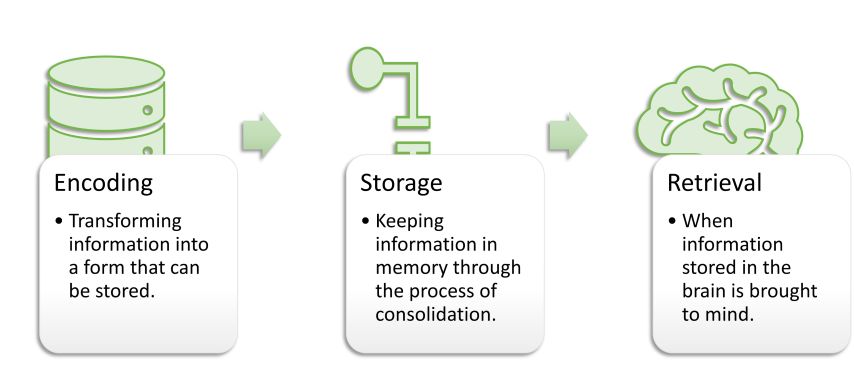 Encoding
• Transforming
information into
a form that can
be stored.
Storage
• Keeping
information in
memory through
the process of
consolidation.
Retrieval
• When
information
stored in the
brain is brought
to mind.